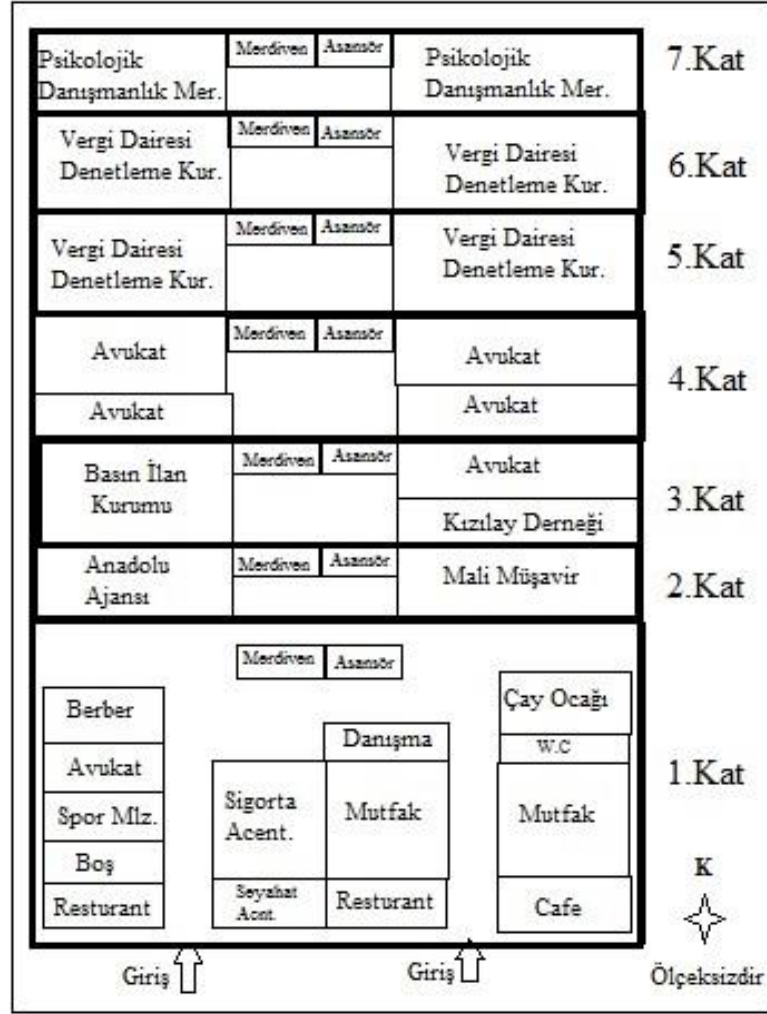 Merdiven Asansör
Psikolojik
Danışmanlık Mer.
Psikolojik
Danışmanlık Mer.
7.Kat
Merdiven Asansör
Vergi Dairesi
Denetleme Kur.
Vergi Dairesi
Denetleme Kur.
6.Kat
Merdiven Asansör
Vergi Dairesi
Denetleme Kur.
Vergi Dairesi
Denetleme Kur.
5.Kat
Merdiven Asansör
Avukat
Avukat
Avukat
Avukat
4.Kat
Merdiven Asansör
Basın İlan
Kurumu
Avukat
Kızılay Derneği
3.Kat
Merdiven Asansör
Anadolu
Ajansı
Mali Müşavir
2.Kat
Merdiven Asansör
Berber
Avukat
Spor Mlz.
Boş
Resturant
Sigorta
Acent.
Seyahat
Acnt.
Danışma
Mutfak
Resturant
Çay Ocağı
W.C
Mutfak
Cafe
1.Kat
K
Giriş
Giriş
Ölçeksizdir